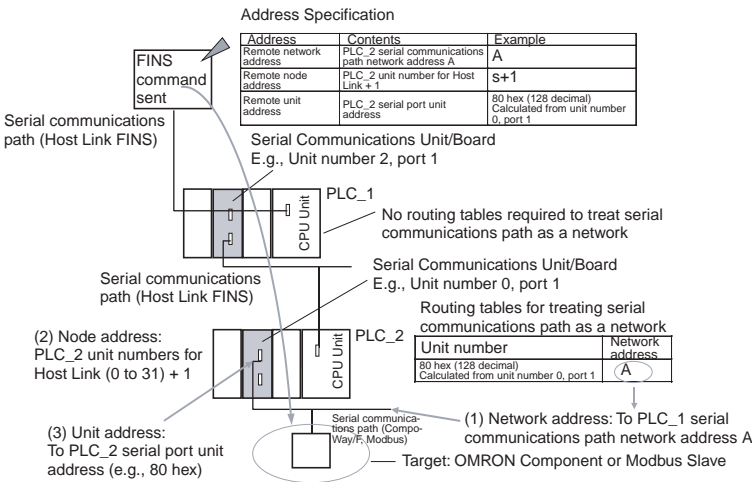 Address Specification
Address Contents Example
Remote network address PLC_2 serial communications path network address A A
Remote node address PLC_2 unit number for Host Link + 1 s+1
Remote unit address PLC_2 serial port unit address 80 hex (128 decimal) Calculated from unit number 0, port 1
FINS
command
sent
Serial communications
path (Host Link FINS)
Serial Communications Unit/Board
E.g., Unit number 2, port 1
PLC_1
CPU Unit
No routing tables required to treat serial
communications path as a network
Serial communications
path (Host Link FINS)
Serial Communications Unit/Board
E.g., Unit number 0, port 1
Routing tables for treating serial
communications path as a network
Unit number Network address
80 hex (128 decimal)
Calculated from unit number 0, port 1 A
(2) Node address:
PLC_2 unit numbers for
Host Link (0 to 31) + 1
PLC_2
CPU Unit
(3) Unit address:
To PLC_2 serial port unit
address (e.g., 80 hex)
Serial communica-
tions path (Compo-
Way/F, Modbus)
(1) Network address: To PLC_1 serial
communications path network address A
Target: OMRON Component or Modbus Slave